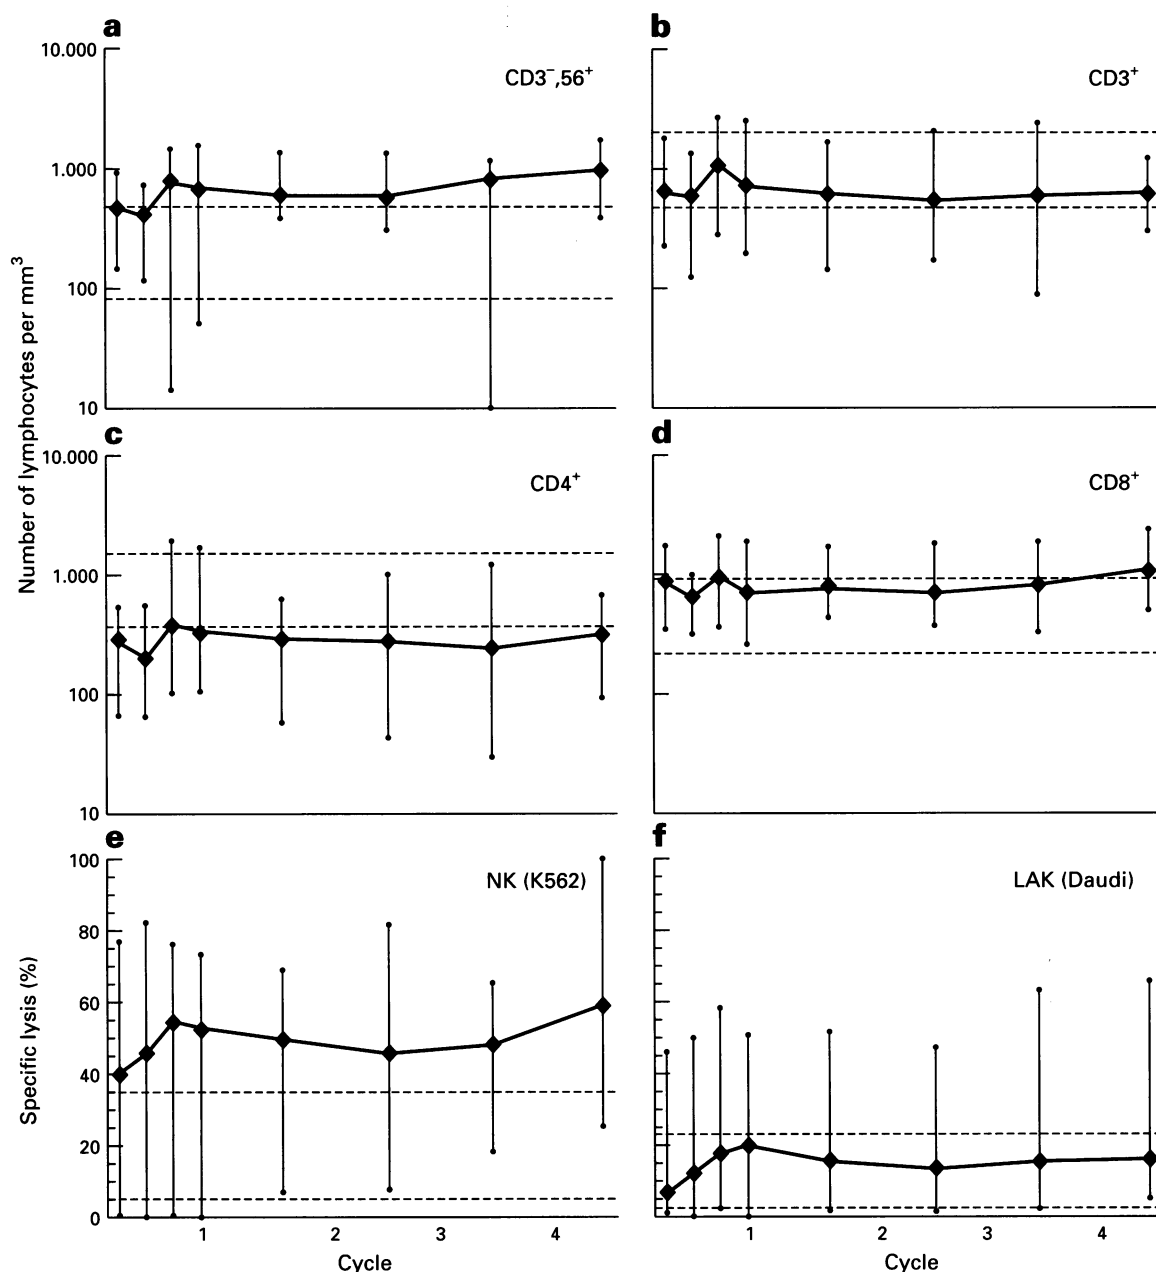 a
b
10.000
CD3⁻,56⁺
CD3⁺
1.000
100
10
Number of lymphocytes per mm³
c
d
10.000
CD4⁺
CD8⁺
1.000
100
10
e
f
100
NK (K562)
LAK (Daudi)
80
60
40
20
0
Specific lysis (%)
1 2 3 4
1 2 3 4
Cycle
Cycle